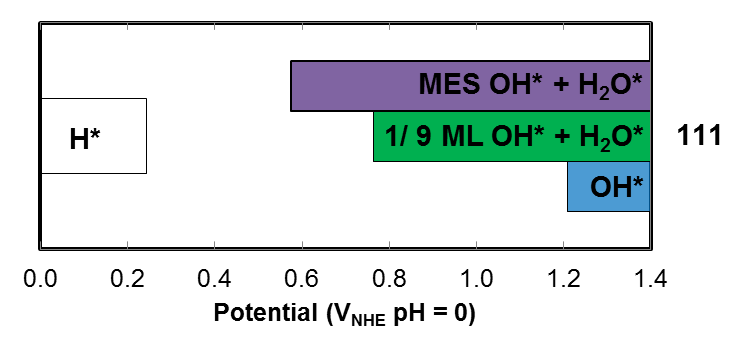 MES OH* + H₂O*
H*
1/ 9 ML OH* + H₂O*
111
OH*
0.0 0.2 0.4 0.6 0.8 1.0 1.2 1.4
Potential (V_NHE pH = 0)